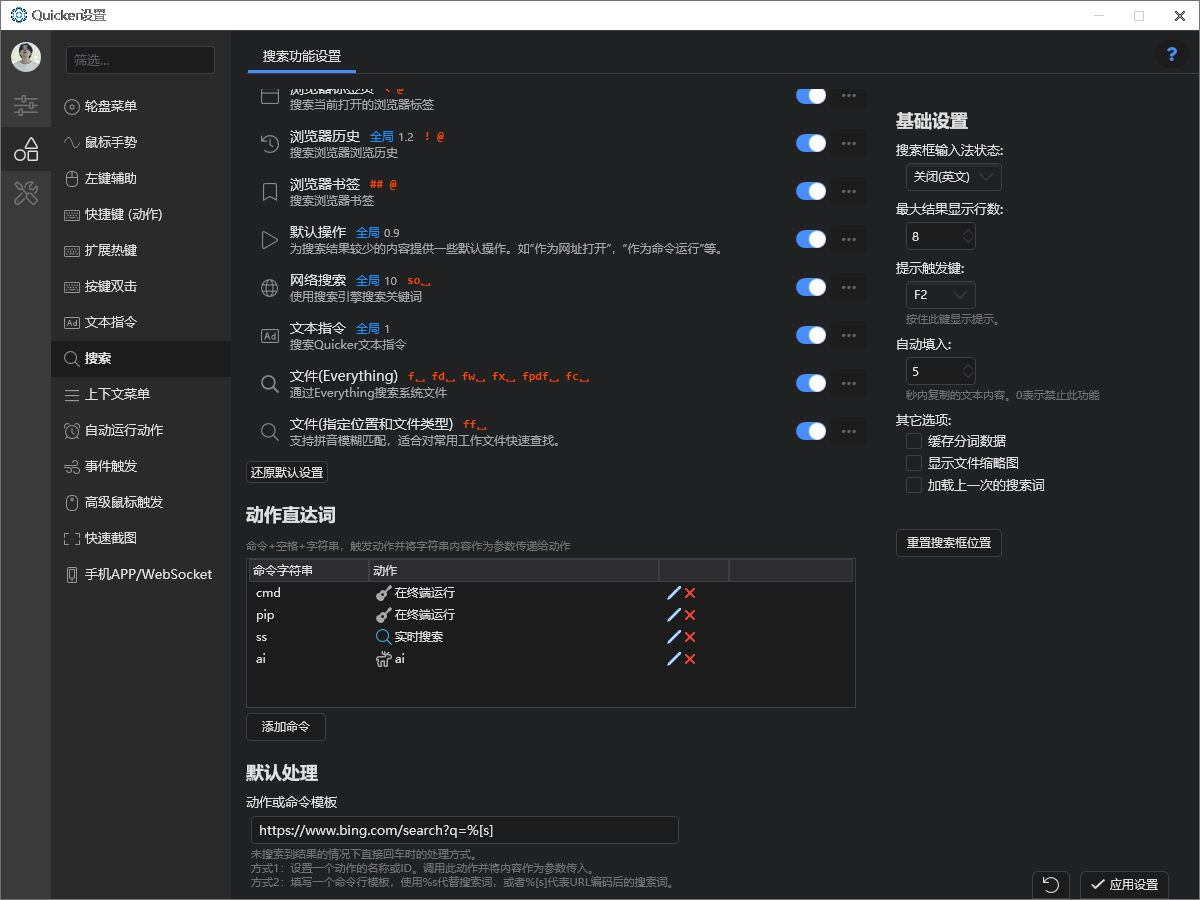 Quicken设置
筛选...
轮盘菜单
鼠标手势
左键辅助
快捷键 (动作)
扩展热键
按键双击
Ad 文本指令
搜索
上下文菜单
自动运行动作
事件触发
高级鼠标触发
快速截图
手机APP/WebSocket
搜索功能设置
?
浏览器标签页 @
搜索当前打开的浏览器标签
浏览器历史 全局 1.2 ! @
搜索浏览器浏览历史
浏览器书签 ## @
搜索浏览器书签
默认操作 全局 0.9
为搜索结果较少的内容提供一些默认操作。如“作为网址打开”，“作为命令运行”等。
网络搜索 全局 10 so␣
使用搜索引擎搜索关键词
Ad 文本指令 全局 1
搜索Quicker文本指令
文件(Everything) f␣ fd␣ fw␣ fx␣ fpdf␣ fc␣
通过Everything搜索系统文件
文件(指定位置和文件类型) ff␣
支持拼音模糊匹配，适合对常用工作文件快速查找。
还原默认设置
动作直达词
命令+空格+字符串，触发动作并将字符串内容作为参数传递给动作
命令字符串 动作
cmd 在终端运行
pip 在终端运行
ss 实时搜索
ai ai
添加命令
默认处理
动作或命令模板
https://www.bing.com/search?q=%[s]
未搜索到结果的情况下直接回车时的处理方式。
方式1：设置一个动作的名称或ID。调用此动作并将内容作为参数传入。
方式2：填写一个命令行模板，使用%s代替搜索词，或者%[s]代表URL编码后的搜索词。
基础设置
搜索框输入法状态:
关闭(英文)
最大结果显示行数:
8
提示触发键:
F2
按住此键显示提示。
自动填入:
5
秒内复制的文本内容。0表示禁止此功能
其它选项:
缓存分词数据
显示文件缩略图
加载上一次的搜索词
重置搜索框位置
应用设置